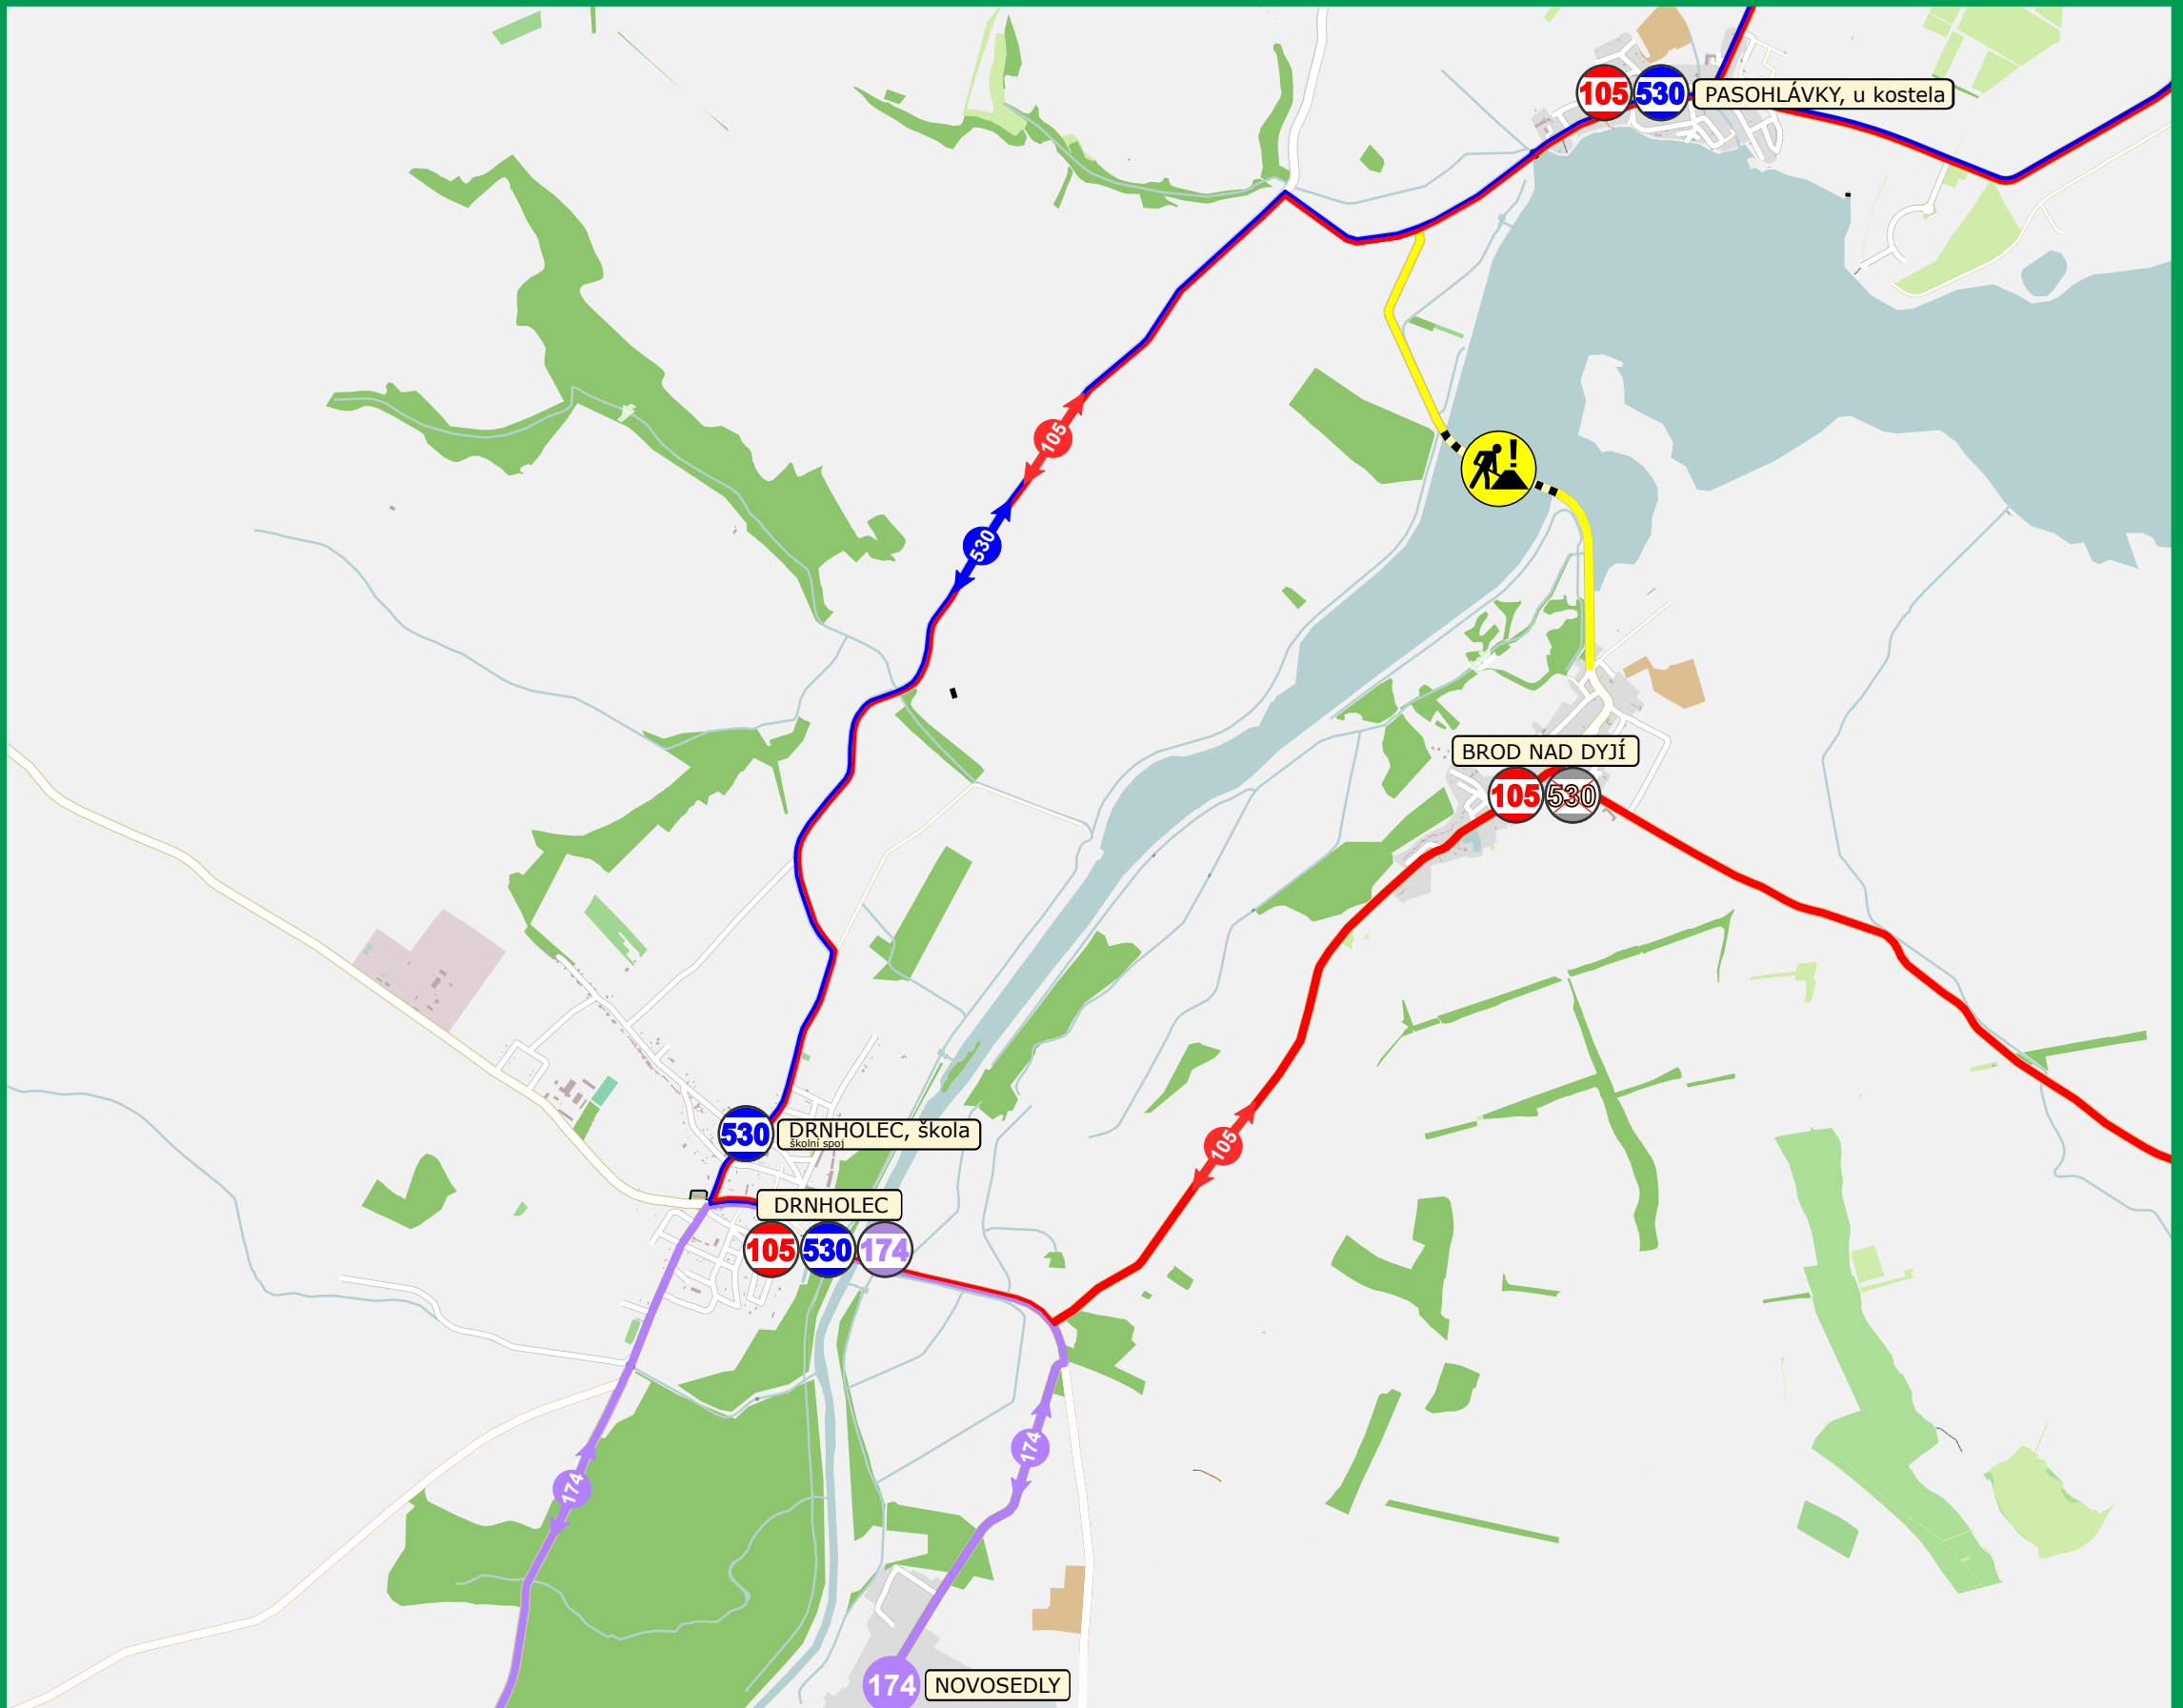 105 530 PASOHLÁVKY, u kostela
105
!
530
BROD NAD DYJÍ
105 530
530 DRNHOLEC, škola
školní spoj
105
DRNHOLEC
105 530 174
174
174
174 NOVOSEDLY